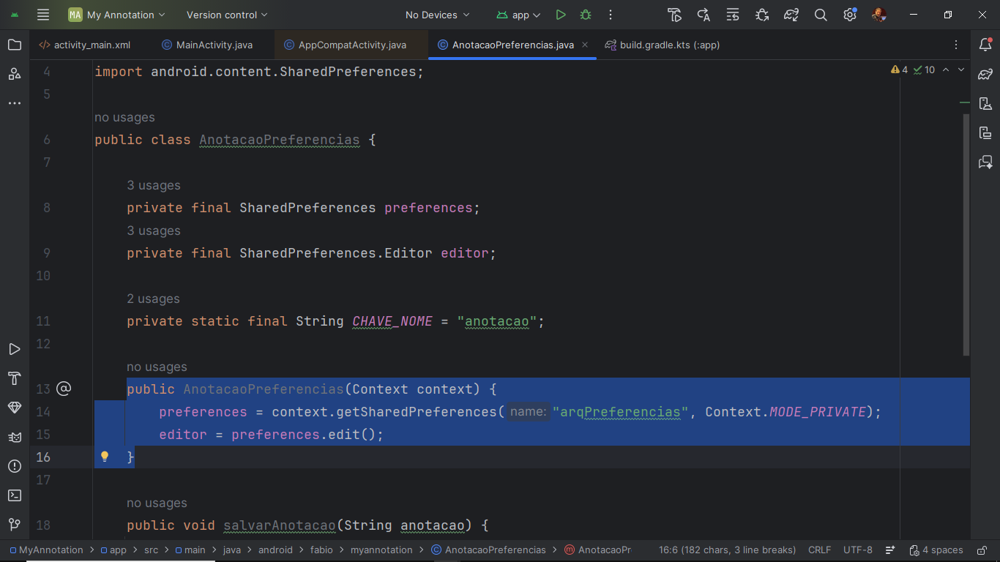 MA My Annotation Version control No Devices app
activity_main.xml MainActivity.java AppCompatActivity.java AnotacaoPreferencias.java build.gradle.kts (:app)
4 import android.content.SharedPreferences; 4 10
5
no usages
6 public class AnotacaoPreferencias {
7
3 usages
8 private final SharedPreferences preferences;
3 usages
9 private final SharedPreferences.Editor editor;
10
2 usages
11 private static final String CHAVE_NOME = "anotacao";
12
no usages
13 public AnotacaoPreferencias(Context context) {
14 preferences = context.getSharedPreferences( name: "arqPreferencias", Context.MODE_PRIVATE);
15 editor = preferences.edit();
16 }
17
no usages
18 public void salvarAnotacao(String anotacao) {
MyAnnotation app src main java android fabio myannotation AnotacaoPreferencias AnotacaoPr 16:6 (182 chars, 3 line breaks) CRLF UTF-8 4 spaces